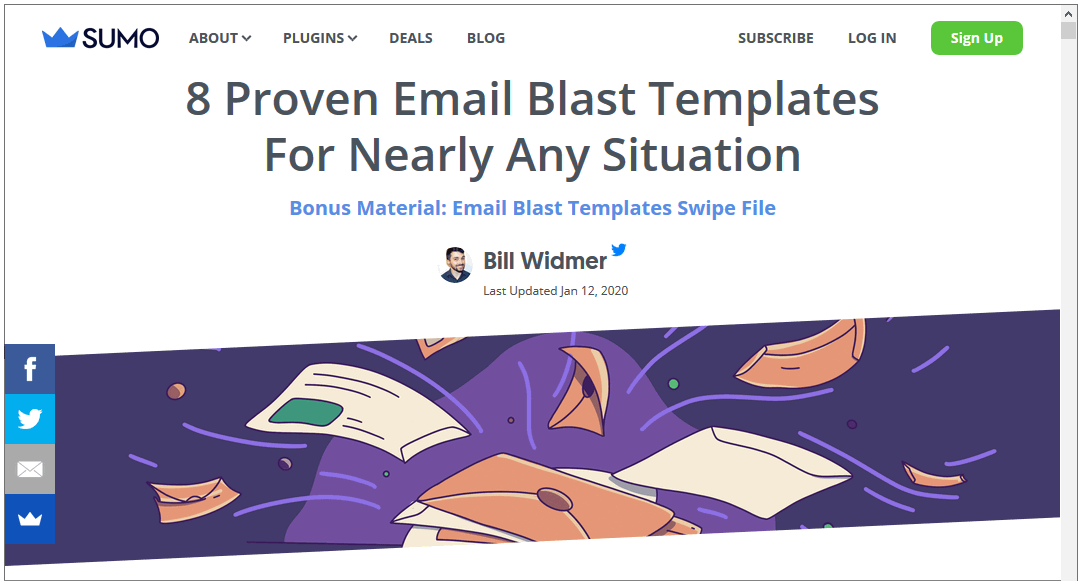 SUMO ABOUT PLUGINS DEALS BLOG SUBSCRIBE LOG IN Sign Up
8 Proven Email Blast Templates
For Nearly Any Situation
Bonus Material: Email Blast Templates Swipe File
Bill Widmer
Last Updated Jan 12, 2020